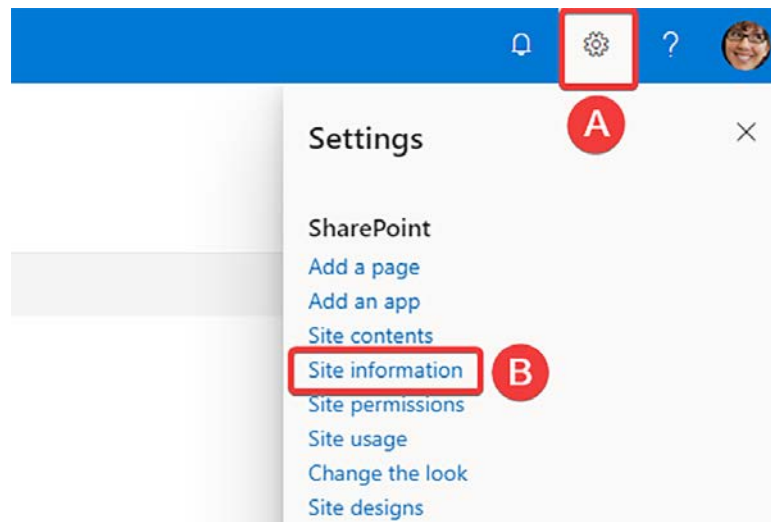 ?
A
Settings
SharePoint
Add a page
Add an app
Site contents
Site information
B
Site permissions
Site usage
Change the look
Site designs